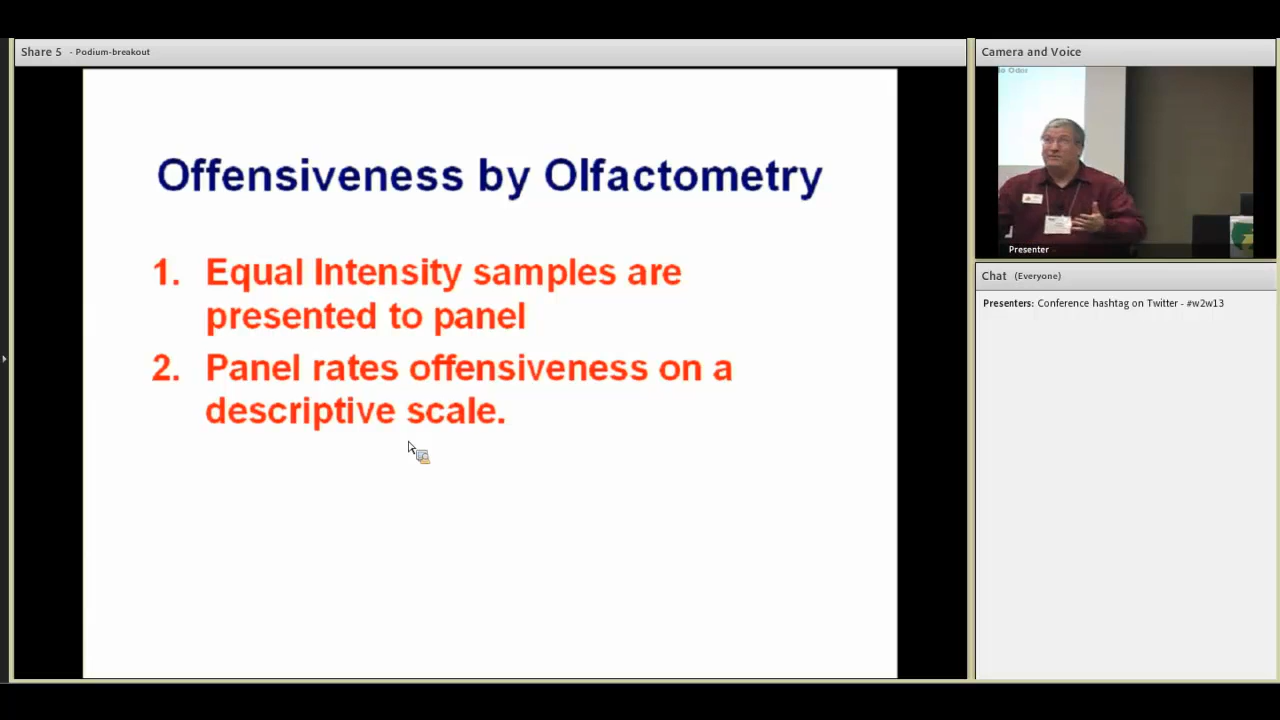 Share 5 - Podium-breakout
Offensiveness by Olfactometry
1. Equal Intensity samples are
presented to panel
2. Panel rates offensiveness on a
descriptive scale.
Camera and Voice
Odor
Presenter
Chat (Everyone)
Presenters: Conference hashtag on Twitter - #w2w13